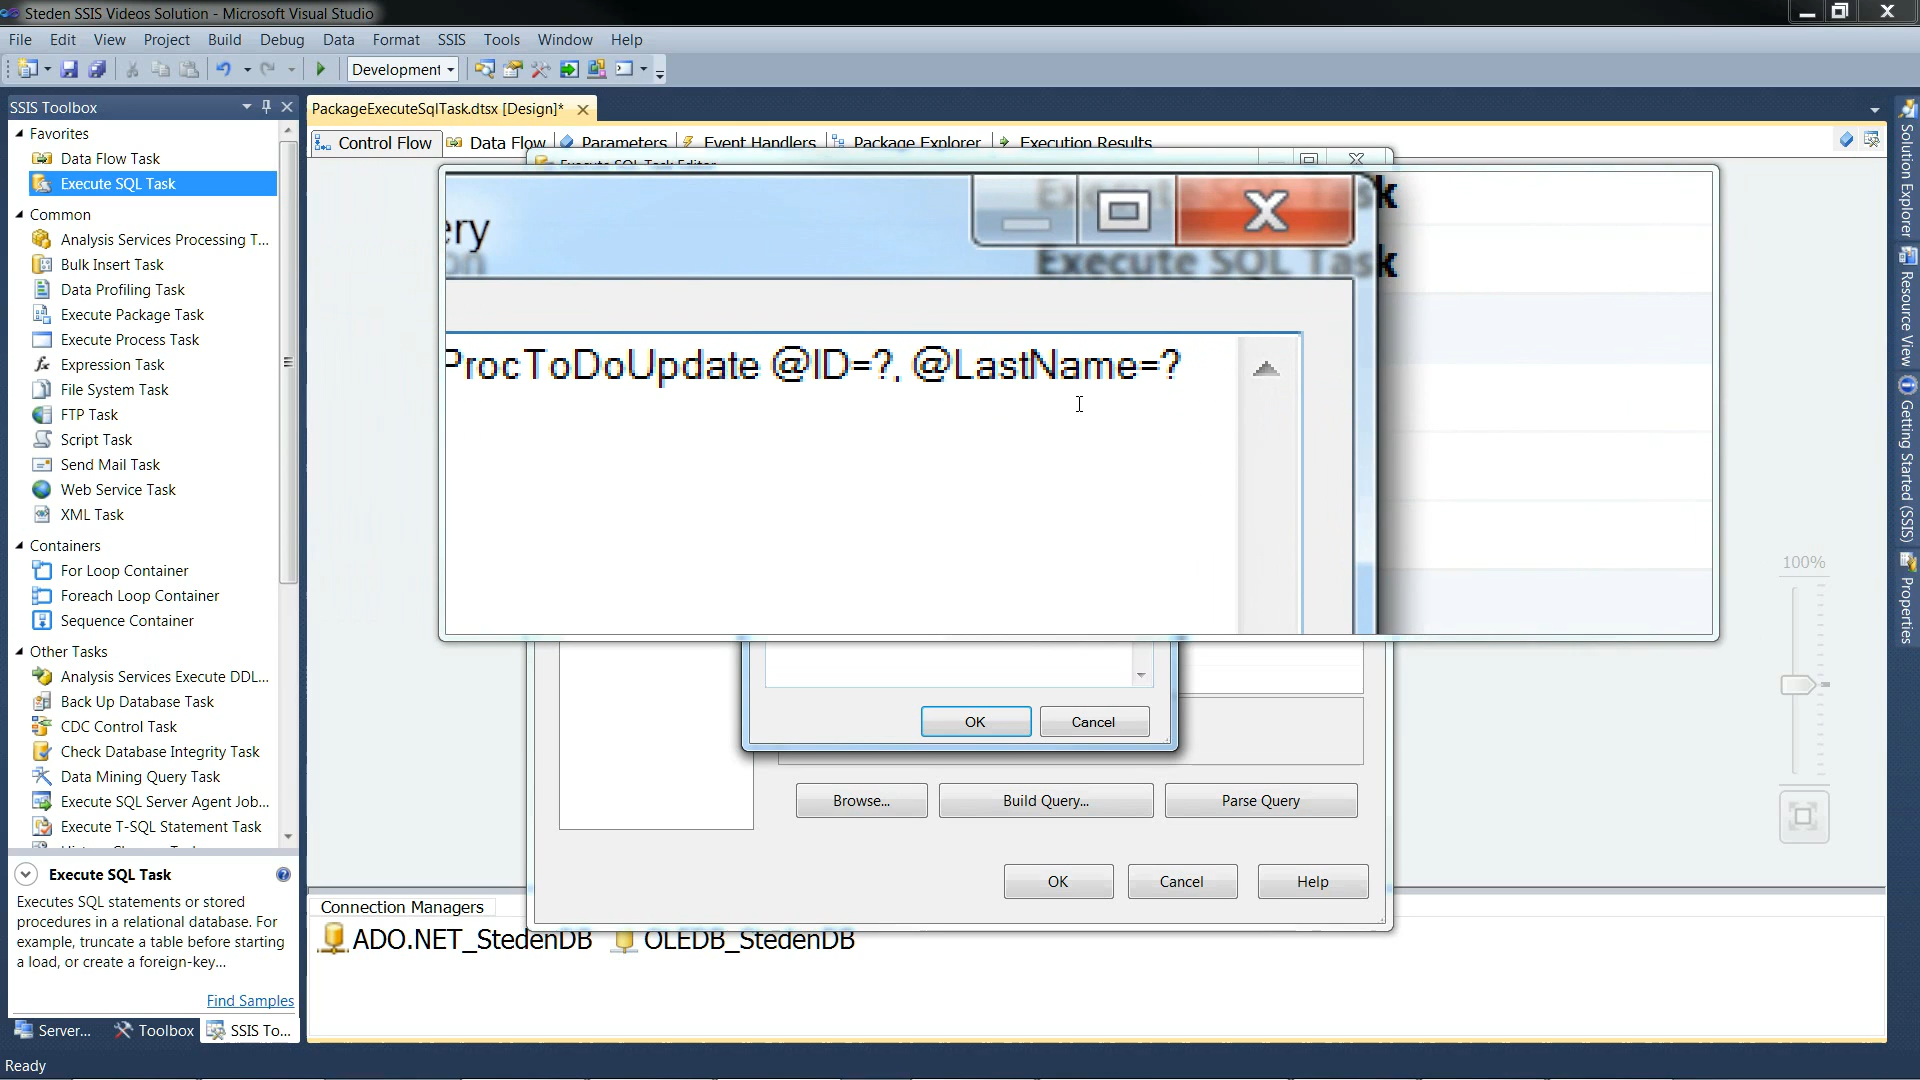 Steden SSIS Videos Solution - Microsoft Visual Studio
File Edit View Project Build Debug Data Format SSIS Tools Window Help
Development
SSIS Toolbox
PackageExecuteSqlTask.dtsx [Design]*
Control Flow Data Flow Parameters Event Handlers Package Explorer Execution Results
Favorites
Data Flow Task
Execute SQL Task
Common
Analysis Services Processing T...
Bulk Insert Task
Data Profiling Task
Execute Package Task
Execute Process Task
Expression Task
File System Task
FTP Task
Script Task
Send Mail Task
Web Service Task
XML Task
Containers
For Loop Container
Foreach Loop Container
Sequence Container
Other Tasks
Analysis Services Execute DDL...
Back Up Database Task
CDC Control Task
Check Database Integrity Task
Data Mining Query Task
Execute SQL Server Agent Job...
Execute T-SQL Statement Task
Execute SQL Task
Executes SQL statements or stored
procedures in a relational database. For
example, truncate a table before starting
a load, or create a foreign-key...
Find Samples
Server... Toolbox SSIS To...
Ready
Execute SQL Task Editor
ery
Execute SQL Task
Execute SQL Task
ProcToDoUpdate @ID=?, @LastName=?
OK Cancel
Browse... Build Query... Parse Query
OK Cancel Help
Connection Managers
ADO.NET_StedenDB OLEDB_StedenDB
100%
Solution Explorer
Resource View
Getting Started (SSIS)
Properties